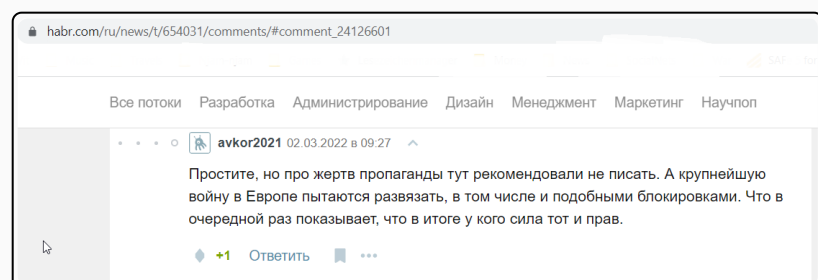 habr.com/ru/news/t/654031/comments/#comment_24126601
Все потоки Разработка Администрирование Дизайн Менеджмент Маркетинг Научпоп
avkor2021 02.03.2022 в 09:27
Простите, но про жертв пропаганды тут рекомендовали не писать. А крупнейшую
войну в Европе пытаются развязать, в том числе и подобными блокировками. Что в
очередной раз показывает, что в итоге у кого сила тот и прав.
+1 Ответить